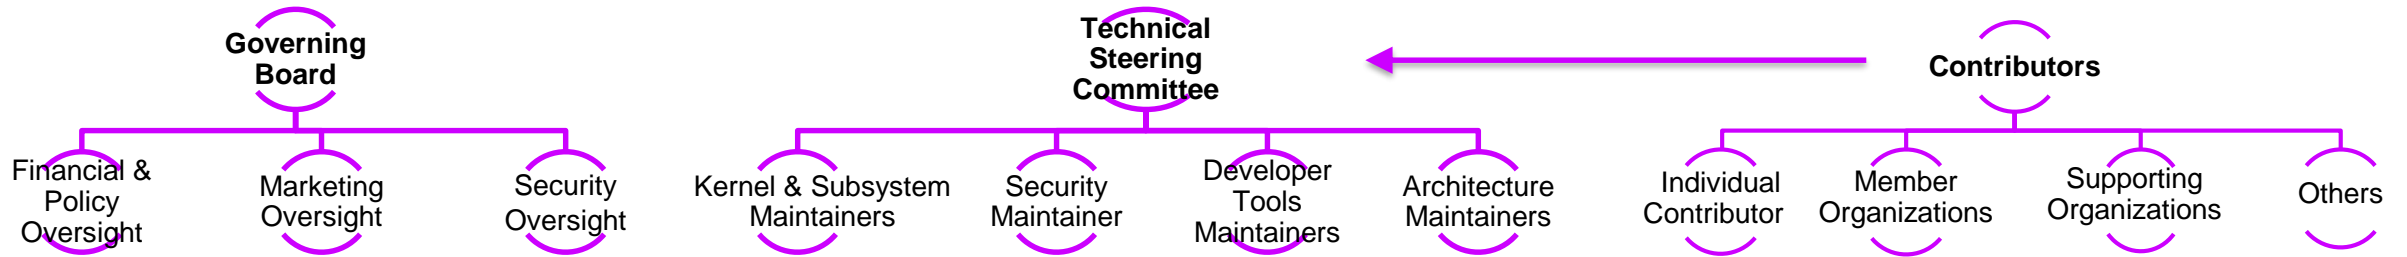 Governing
Board
Technical
Steering
Committee
Contributors
Financial &
Policy
Oversight
Marketing
Oversight
Security
Oversight
Kernel & Subsystem
Maintainers
Security
Maintainer
Developer
Tools
Maintainers
Architecture
Maintainers
Individual
Contributor
Member
Organizations
Supporting
Organizations
Others